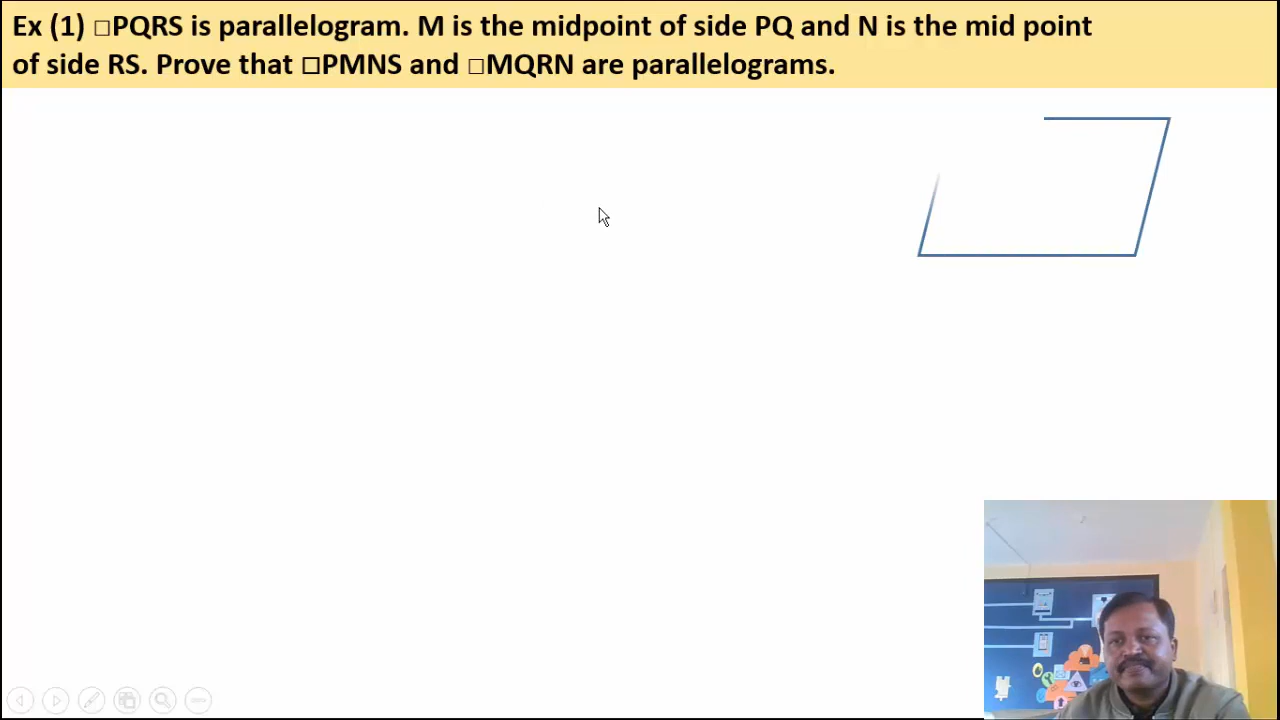 Ex (1) □PQRS is parallelogram. M is the midpoint of side PQ and N is the mid point
of side RS. Prove that □PMNS and □MQRN are parallelograms.